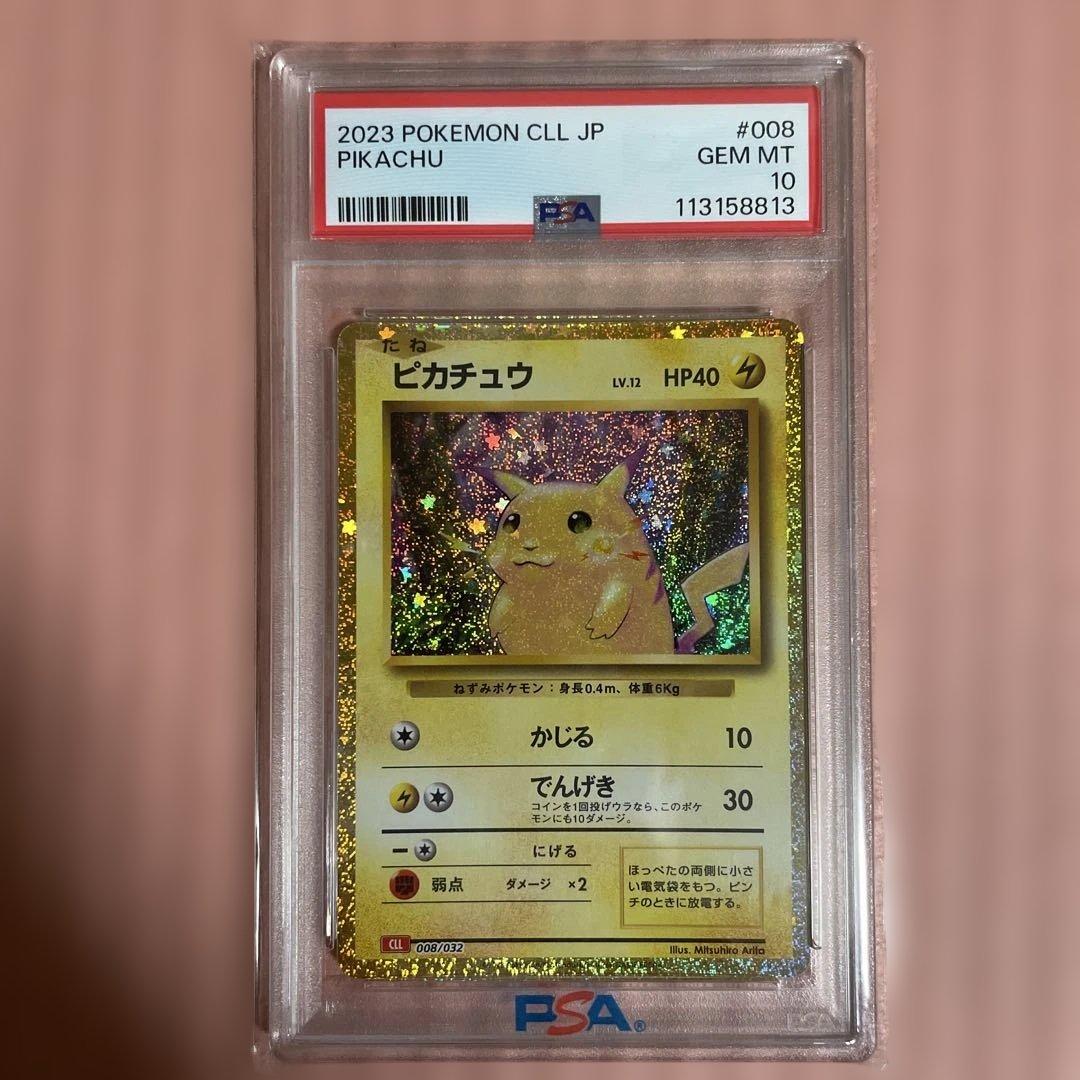 2023 POKEMON CLL JP #008
PIKACHU GEM MT
10
PSA 113158813
たね
ピカチュウ LV.12 HP40
ねずみポケモン：身長0.4m、体重6Kg
かじる 10
でんげき 30
コインを1回投げウラなら、このポケ
モンにも10ダメージ。
にげる
弱点 ダメージ ×2
ほっぺたの両側に小さ
い電気袋をもつ。ピン
チのときに放電する。
CLL 008/032 Illus. Mitsuhiro Arita
PSA® PSA